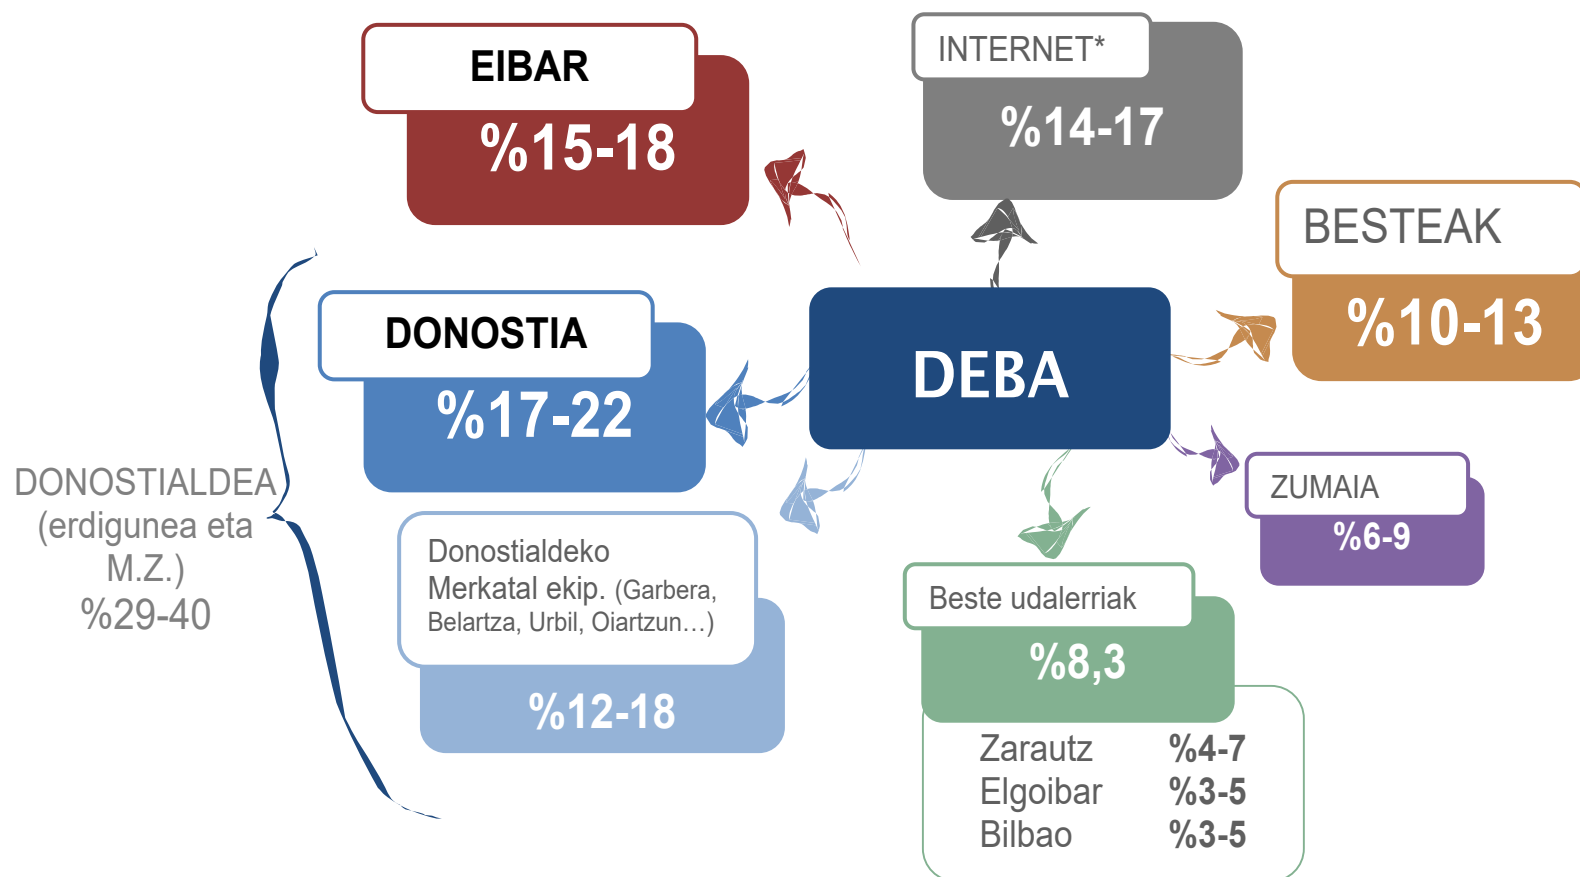 EIBAR
%15-18
INTERNET*
%14-17
BESTEAK
%10-13
DONOSTIA
%17-22
DEBA
DONOSTIALDEA
(erdigunea eta
M.Z.)
%29-40
ZUMAIA
%6-9
Donostialdeko
Merkatal ekip. (Garbera,
Belartza, Urbil, Oiartzun…)
%12-18
Beste udalerriak
%8,3
Zarautz %4-7
Elgoibar %3-5
Bilbao %3-5